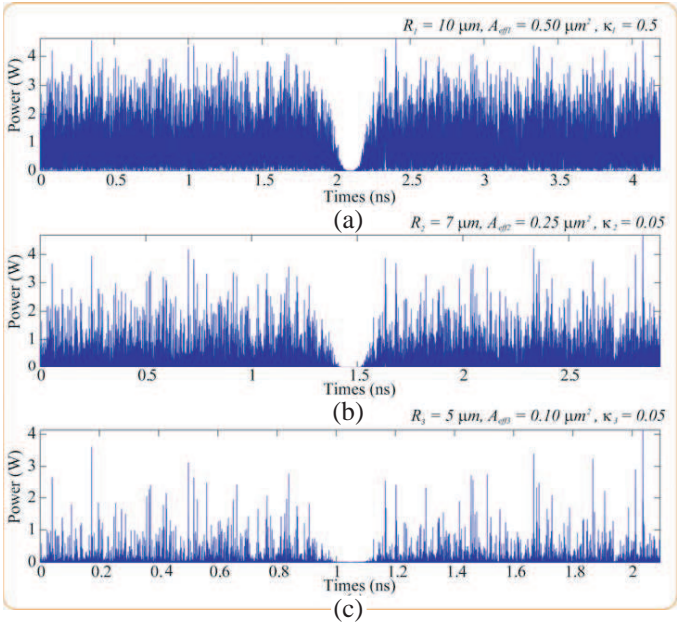 R₁ = 10 µm, A_eff1 = 0.50 µm², κ₁ = 0.5
Power (W)
4
3
2
1
0
0 0.5 1 1.5 2 2.5 3 3.5 4
Times (ns)
(a)
R₂ = 7 µm, A_eff2 = 0.25 µm², κ₂ = 0.05
Power (W)
4
3
2
1
0
0.5 1 1.5 2 2.5
Times (ns)
(b)
R₃ = 5 µm, A_eff3 = 0.10 µm², κ₃ = 0.05
Power (W)
4
3
2
1
0
0 0.2 0.4 0.6 0.8 1 1.2 1.4 1.6 1.8 2
Times (ns)
(c)